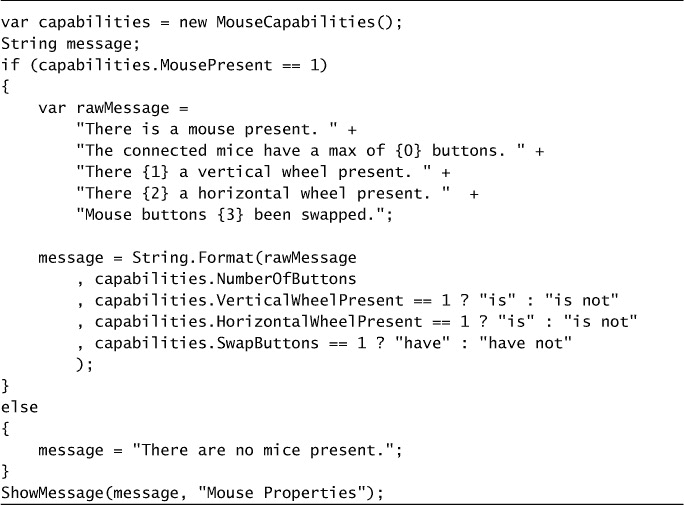 var capabilities = new MouseCapabilities();
String message;
if (capabilities.MousePresent == 1)
{
    var rawMessage =
        "There is a mouse present. " +
        "The connected mice have a max of {0} buttons. " +
        "There {1} a vertical wheel present. " +
        "There {2} a horizontal wheel present. "  +
        "Mouse buttons {3} been swapped.";

    message = String.Format(rawMessage
        , capabilities.NumberOfButtons
        , capabilities.VerticalWheelPresent == 1 ? "is" : "is not"
        , capabilities.HorizontalWheelPresent == 1 ? "is" : "is not"
        , capabilities.SwapButtons == 1 ? "have" : "have not"
        );
}
else
{
    message = "There are no mice present.";
}
ShowMessage(message, "Mouse Properties");